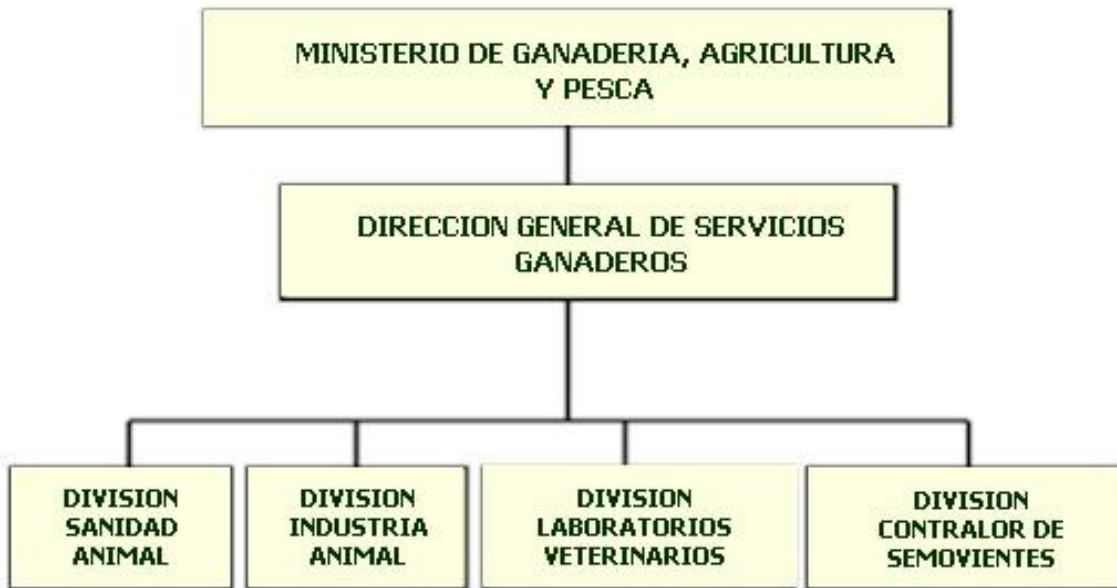 MINISTERIO DE GANADERIA, AGRICULTURA
Y PESCA
DIRECCION GENERAL DE SERVICIOS
GANADEROS
DIVISION
SANIDAD
ANIMAL
DIVISION
INDUSTRIA
ANIMAL
DIVISION
LABORATORIOS
VETERINARIOS
DIVISION
CONTRALOR DE
SEMOVIENTES